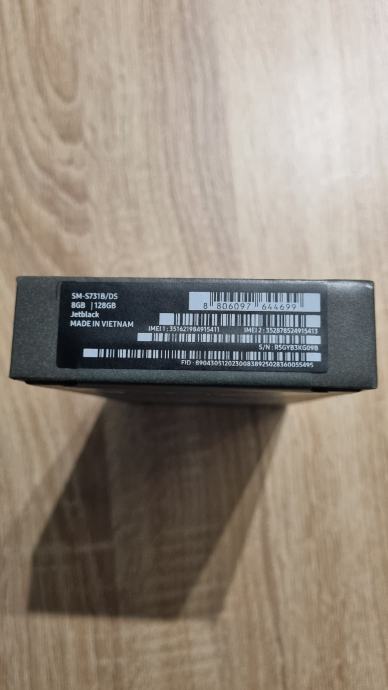 SM-S731B/DS
8GB | 128GB
Jetblack
MADE IN VIETNAM
8 806097 644699
IMEI 1 : 351621984915411 IMEI 2 : 352878524915413
S/N : R5GYB3KG09B
FID : 89043051202300838925028360055495